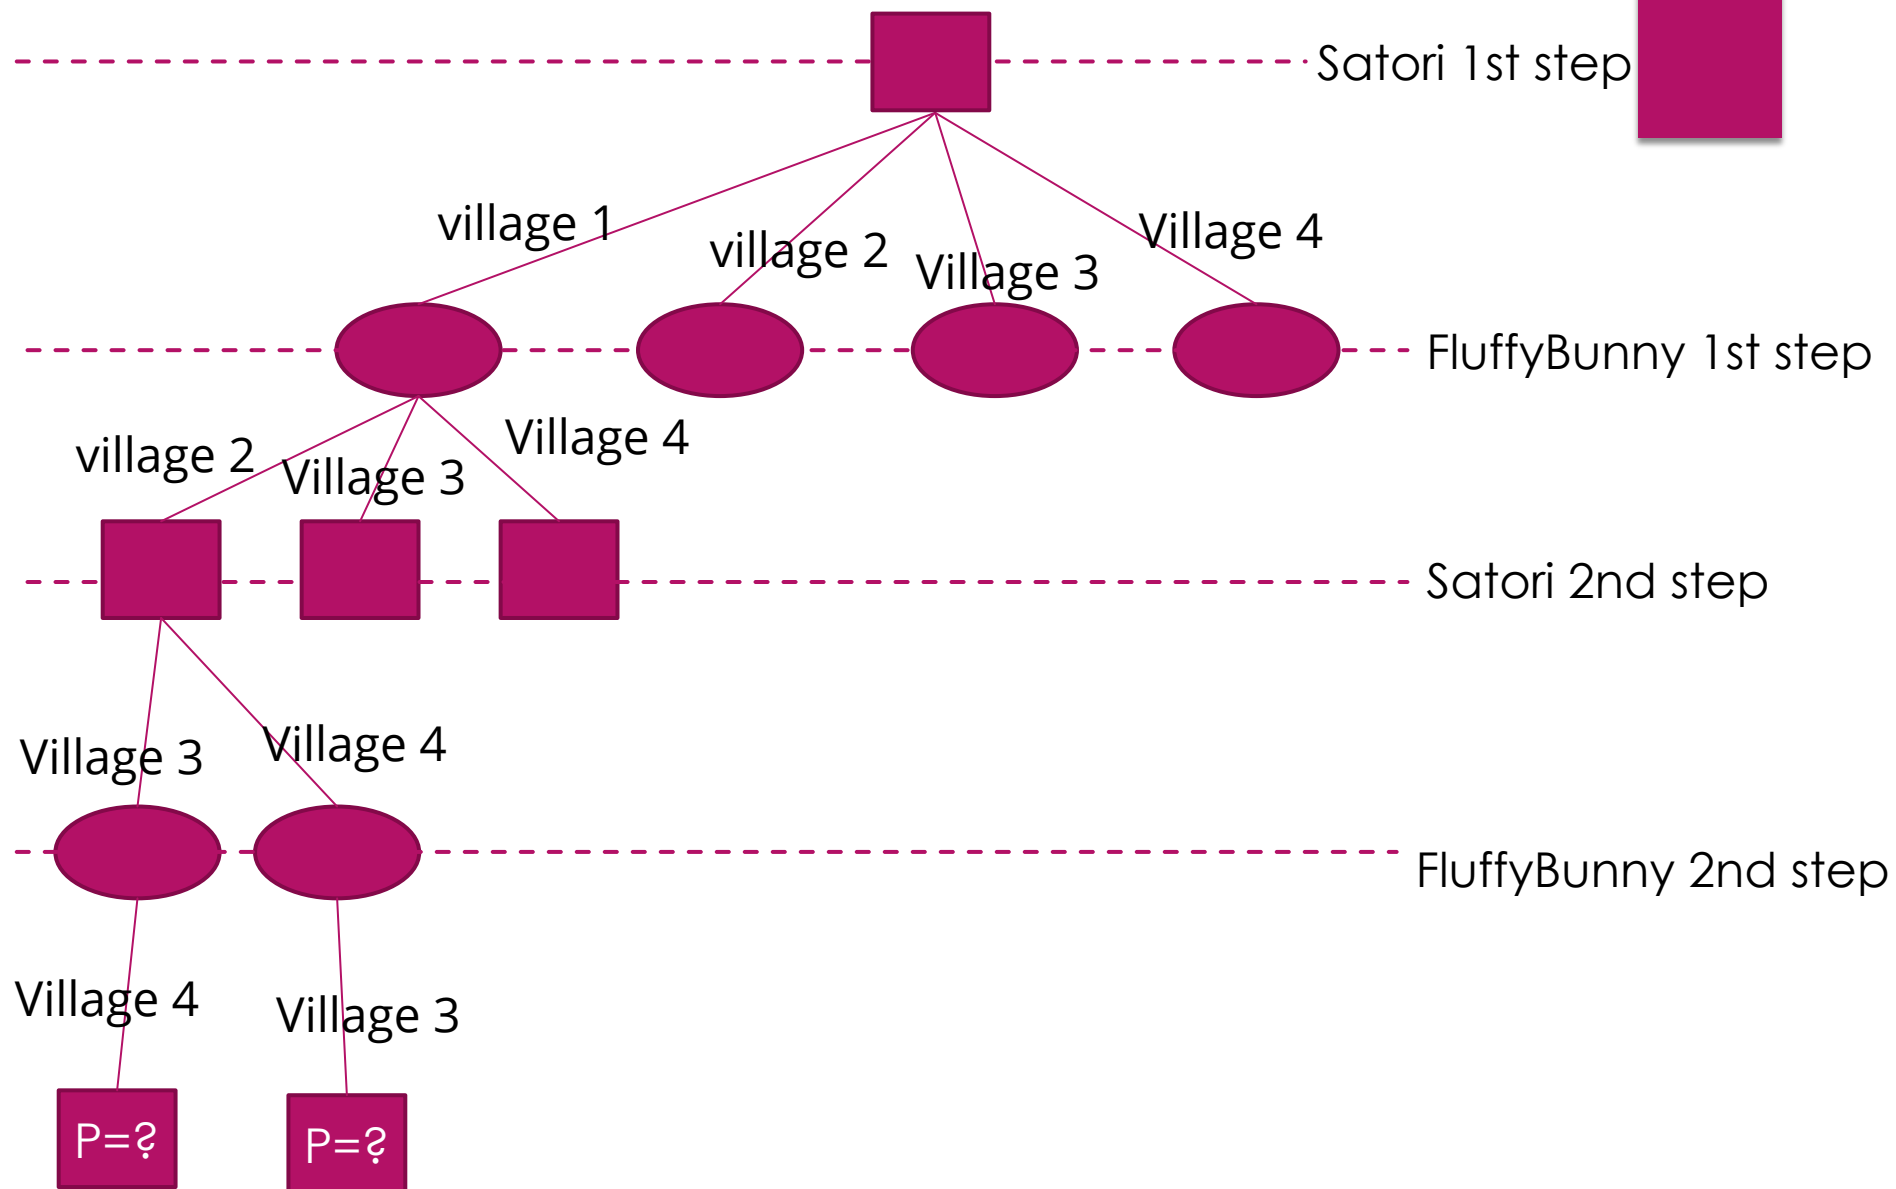 Satori 1st step
village 1
village 2
Village 3
Village 4
FluffyBunny 1st step
village 2
Village 3
Village 4
Satori 2nd step
Village 3
Village 4
FluffyBunny 2nd step
Village 4
Village 3
P=?
P=?